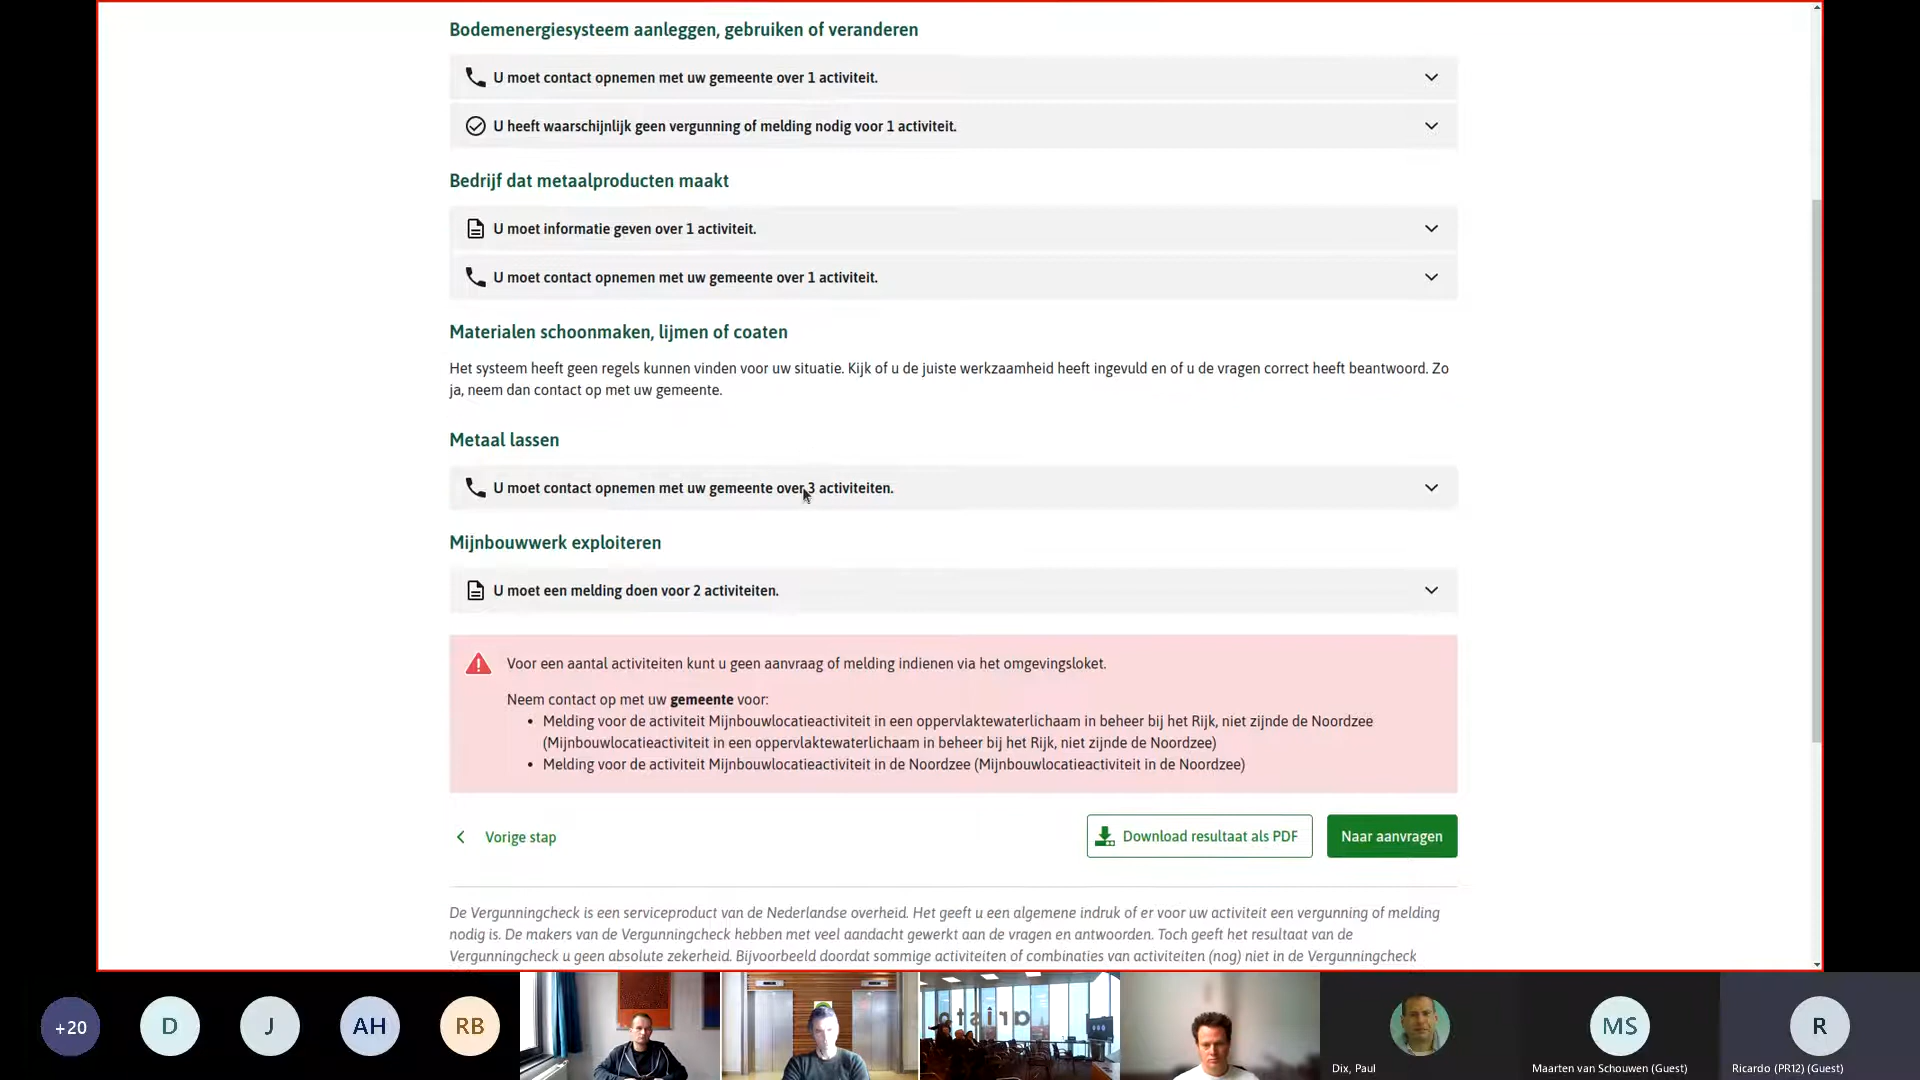 Bodemenergiesysteem aanleggen, gebruiken of veranderen
U moet contact opnemen met uw gemeente over 1 activiteit.
U heeft waarschijnlijk geen vergunning of melding nodig voor 1 activiteit.
Bedrijf dat metaalproducten maakt
U moet informatie geven over 1 activiteit.
U moet contact opnemen met uw gemeente over 1 activiteit.
Materialen schoonmaken, lijmen of coaten
Het systeem heeft geen regels kunnen vinden voor uw situatie. Kijk of u de juiste werkzaamheid heeft ingevuld en of u de vragen correct heeft beantwoord. Zo
ja, neem dan contact op met uw gemeente.
Metaal lassen
U moet contact opnemen met uw gemeente over 3 activiteiten.
Mijnbouwwerk exploiteren
U moet een melding doen voor 2 activiteiten.
Voor een aantal activiteiten kunt u geen aanvraag of melding indienen via het omgevingsloket.
Neem contact op met uw gemeente voor:
• Melding voor de activiteit Mijnbouwlocatieactiviteit in een oppervlaktewaterlichaam in beheer bij het Rijk, niet zijnde de Noordzee
(Mijnbouwlocatieactiviteit in een oppervlaktewaterlichaam in beheer bij het Rijk, niet zijnde de Noordzee)
• Melding voor de activiteit Mijnbouwlocatieactiviteit in de Noordzee (Mijnbouwlocatieactiviteit in de Noordzee)
Vorige stap
Download resultaat als PDF
Naar aanvragen
De Vergunningcheck is een serviceproduct van de Nederlandse overheid. Het geeft u een algemene indruk of er voor uw activiteit een vergunning of melding
nodig is. De makers van de Vergunningcheck hebben met veel aandacht gewerkt aan de vragen en antwoorden. Toch geeft het resultaat van de
Vergunningcheck u geen absolute zekerheid. Bijvoorbeeld doordat sommige activiteiten of combinaties van activiteiten (nog) niet in de Vergunningcheck
+20
D
J
AH
RB
MS
R
Dix, Paul
Maarten van Schouwen (Guest)
Ricardo (PR12) (Guest)